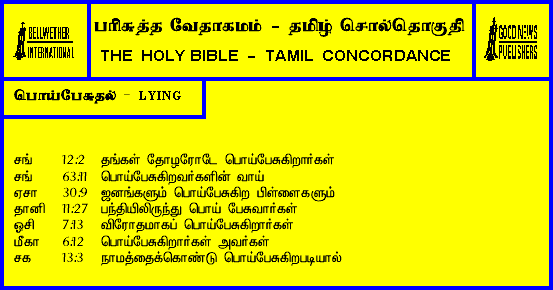 BELLWETHER
INTERNATIONAL
பரிசுத்த வேதாகமம் - தமிழ் சொல்தொகுதி
THE HOLY BIBLE - TAMIL CONCORDANCE
GOOD NEWS
PUBLISHERS
பொய்பேசுதல் - LYING
சங் 12:2 தங்கள் தோழரோடே பொய்பேசுகிறார்கள்
சங் 63:11 பொய்பேசுகிறவர்களின் வாய்
ஏசா 30:9 ஜனங்களும் பொய்பேசுகிற பிள்ளைகளும்
தானி 11:27 பந்தியிலிருந்து பொய் பேசுவார்கள்
ஓசி 7:13 விரோதமாகப் பொய்பேசுகிறார்கள்
மீகா 6:12 பொய்பேசுகிறார்கள் அவர்கள்
சக 13:3 நாமத்தைக்கொண்டு பொய்பேசுகிறபடியால்